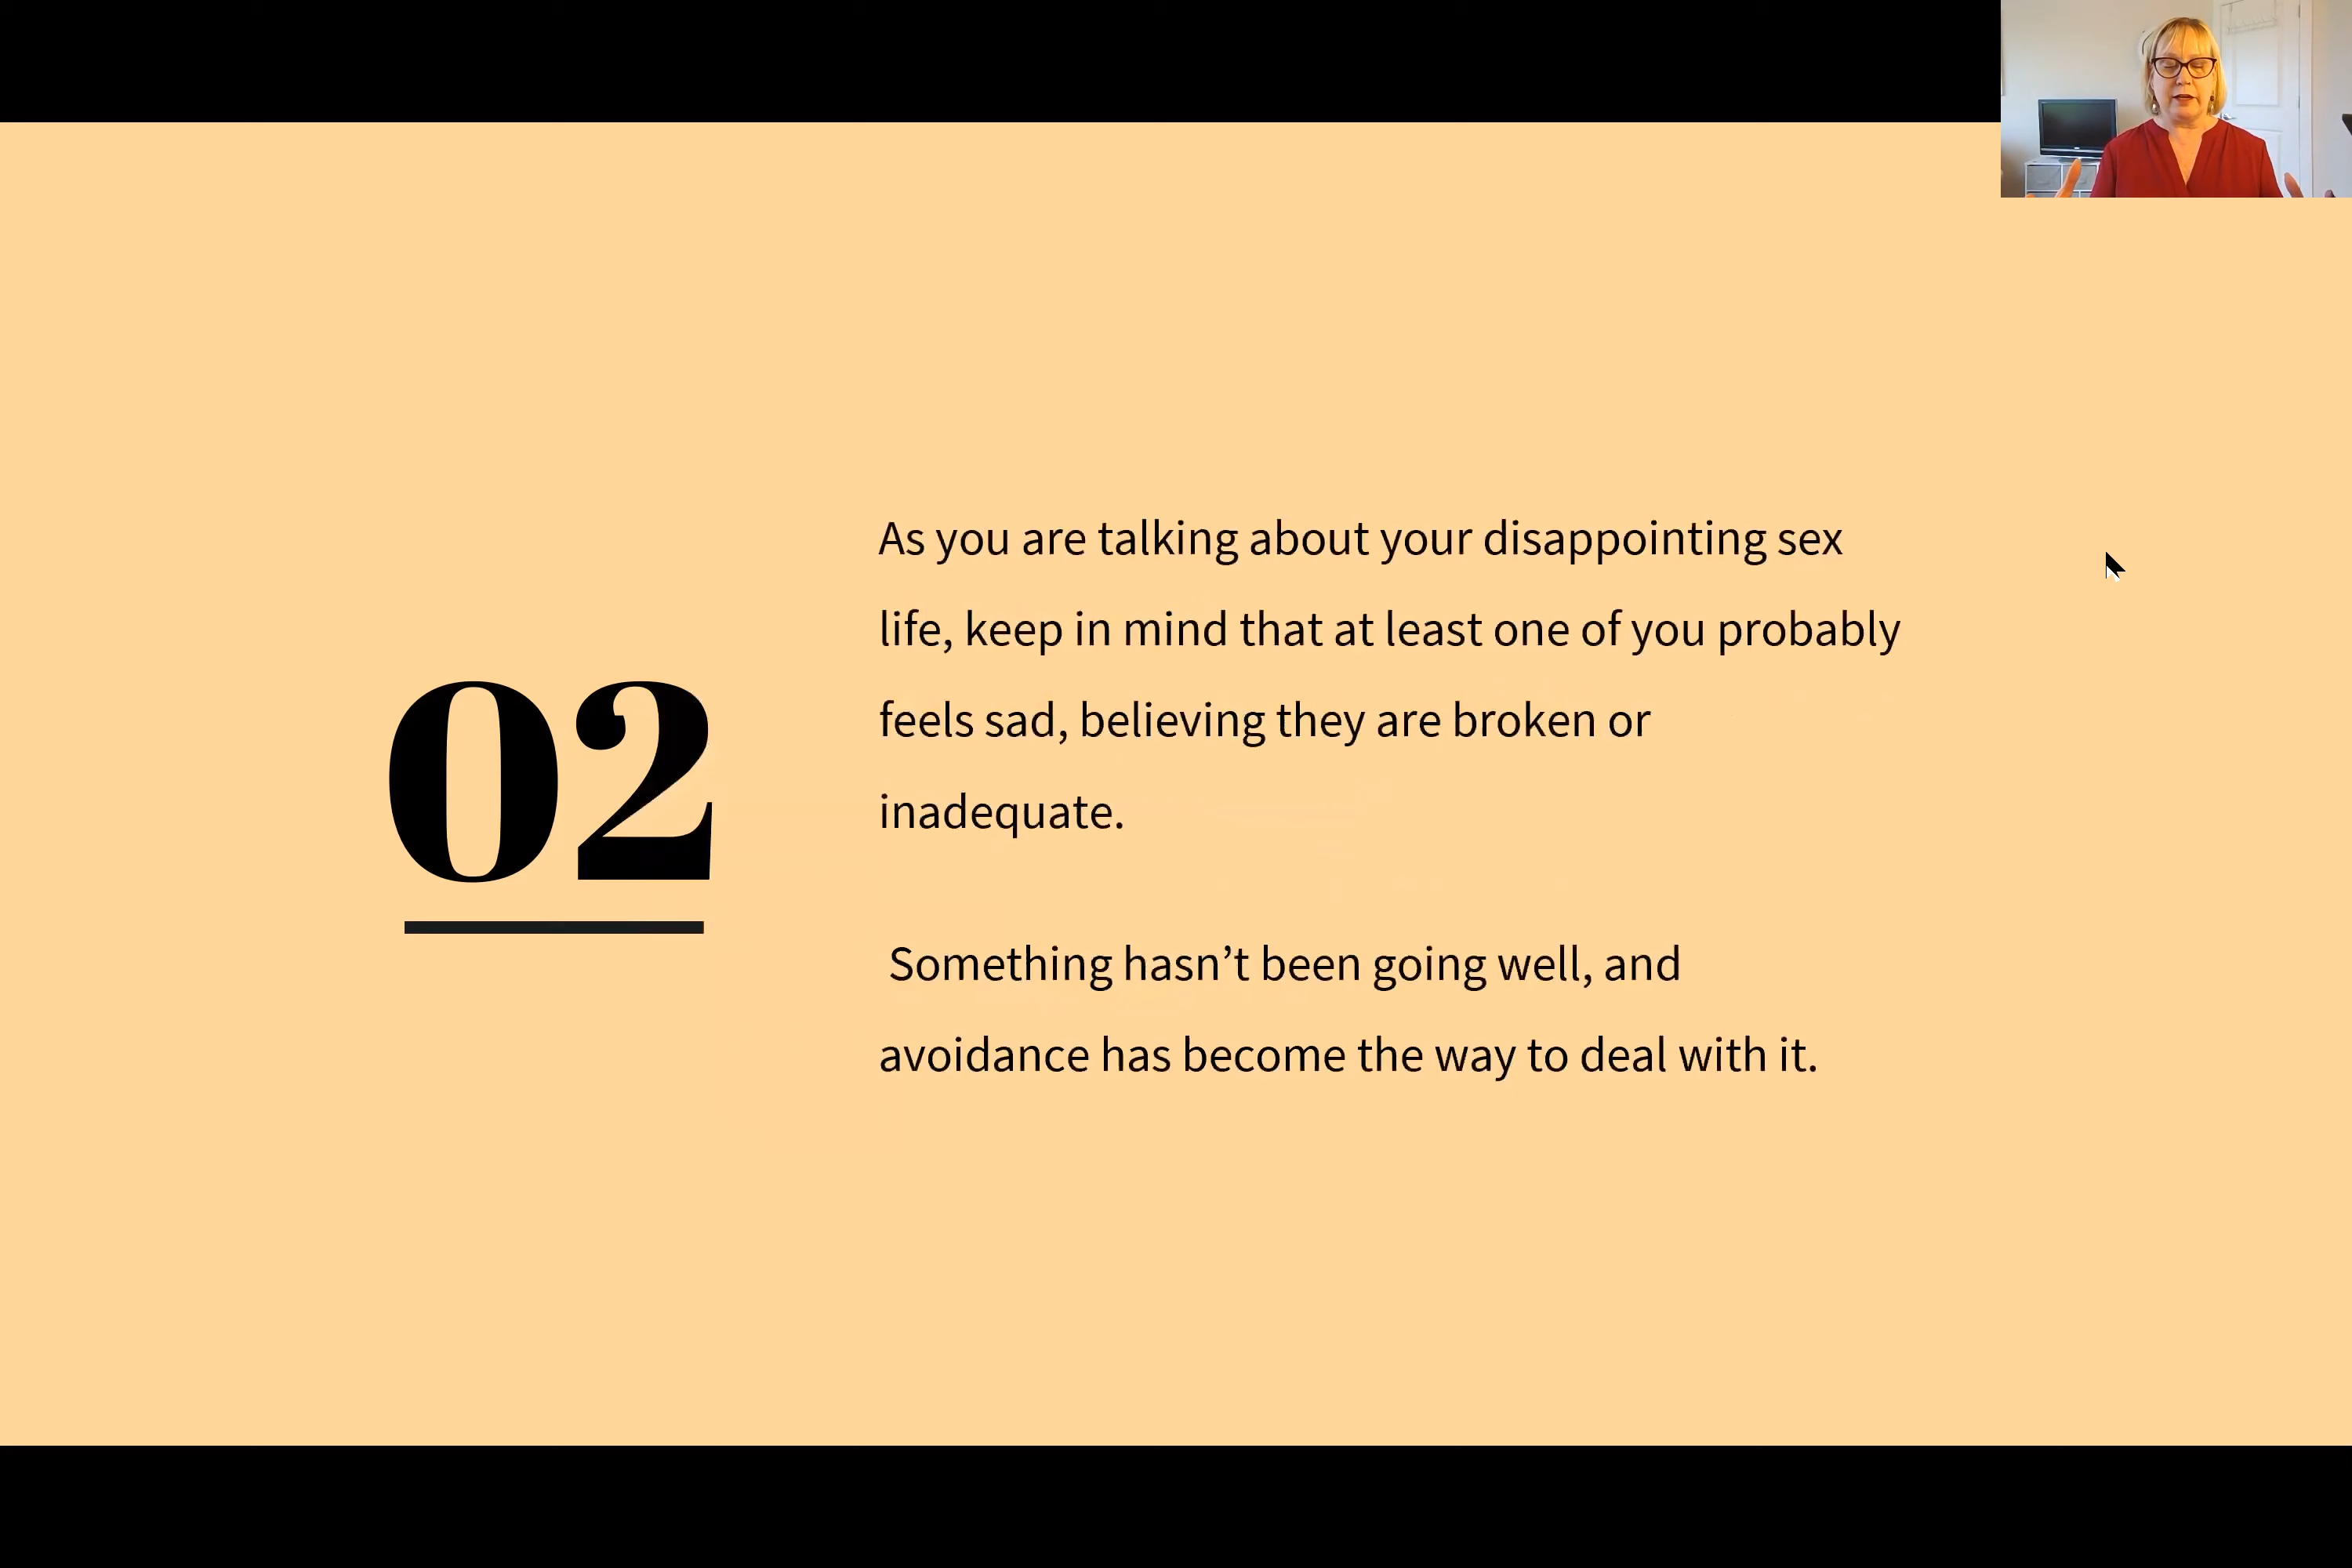 02
As you are talking about your disappointing sex
life, keep in mind that at least one of you probably
feels sad, believing they are broken or
inadequate.
Something hasn’t been going well, and
avoidance has become the way to deal with it.